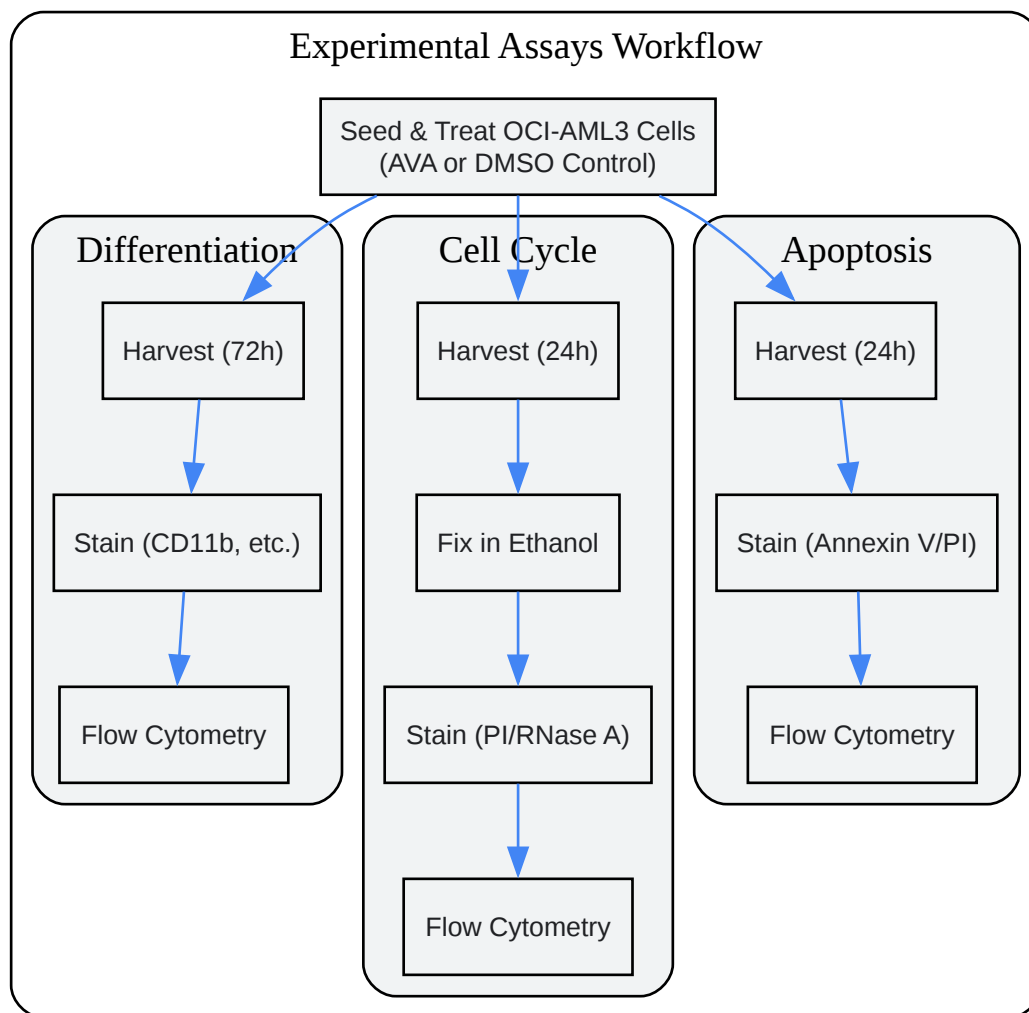 Experimental Assays Workflow
Seed & Treat OCI-AML3 Cells
(AVA or DMSO Control)
Differentiation
Harvest (72h)
Stain (CD11b, etc.)
Flow Cytometry
Cell Cycle
Harvest (24h)
Fix in Ethanol
Stain (PI/RNase A)
Flow Cytometry
Apoptosis
Harvest (24h)
Stain (Annexin V/PI)
Flow Cytometry